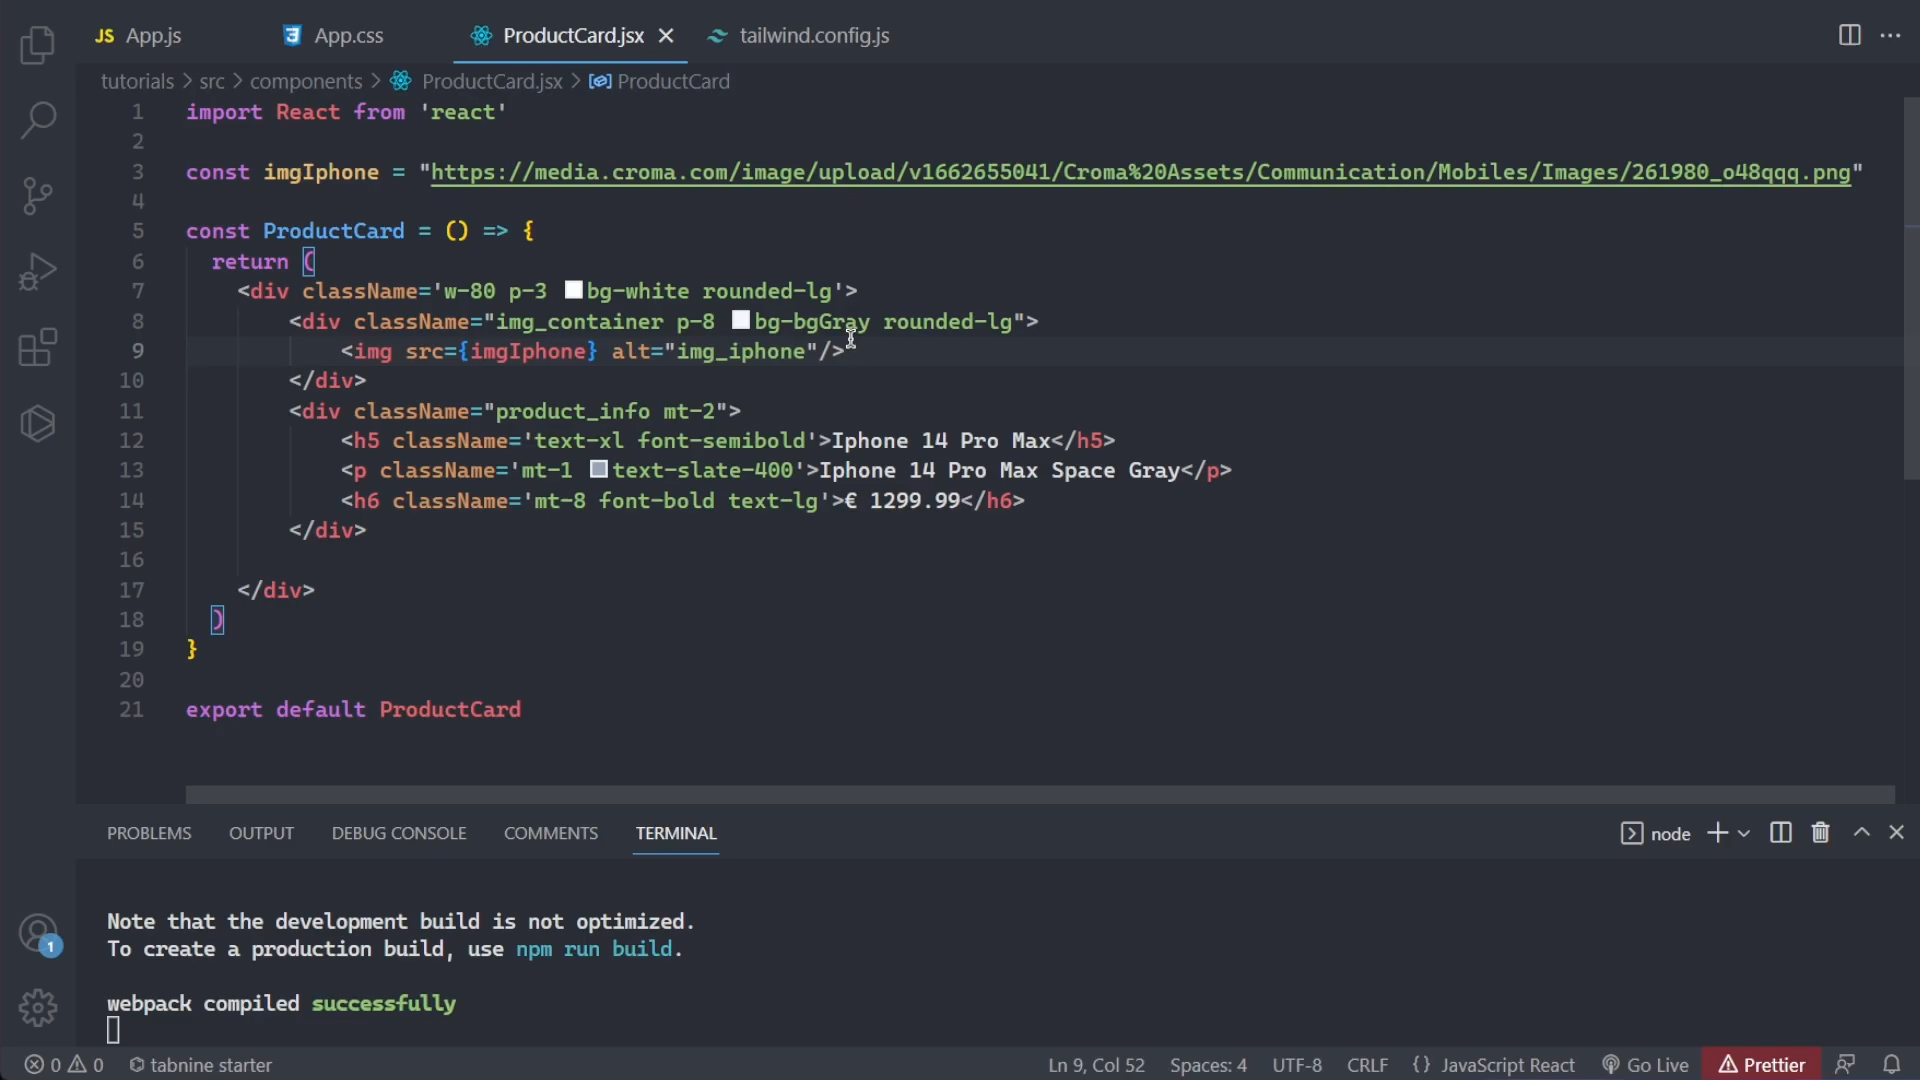 JS App.js
App.css
ProductCard.jsx
tailwind.config.js
tutorials > src > components > ProductCard.jsx > ProductCard
1 import React from 'react'
2
3 const imgIphone = "https://media.croma.com/image/upload/v1662655041/Croma%20Assets/Communication/Mobiles/Images/261980_o48qqq.png"
4
5 const ProductCard = () => {
6 return (
7 <div className='w-80 p-3 bg-white rounded-lg'>
8 <div className="img_container p-8 bg-bgGray rounded-lg">
9 <img src={imgIphone} alt="img_iphone"/>
10 </div>
11 <div className="product_info mt-2">
12 <h5 className='text-xl font-semibold'>Iphone 14 Pro Max</h5>
13 <p className='mt-1 text-slate-400'>Iphone 14 Pro Max Space Gray</p>
14 <h6 className='mt-8 font-bold text-lg'>€ 1299.99</h6>
15 </div>
16
17 </div>
18 )
19 }
20
21 export default ProductCard
PROBLEMS OUTPUT DEBUG CONSOLE COMMENTS TERMINAL
node
Note that the development build is not optimized.
To create a production build, use npm run build.
webpack compiled successfully
1
0 0 tabnine starter
Ln 9, Col 52 Spaces: 4 UTF-8 CRLF {} JavaScript React Go Live Prettier